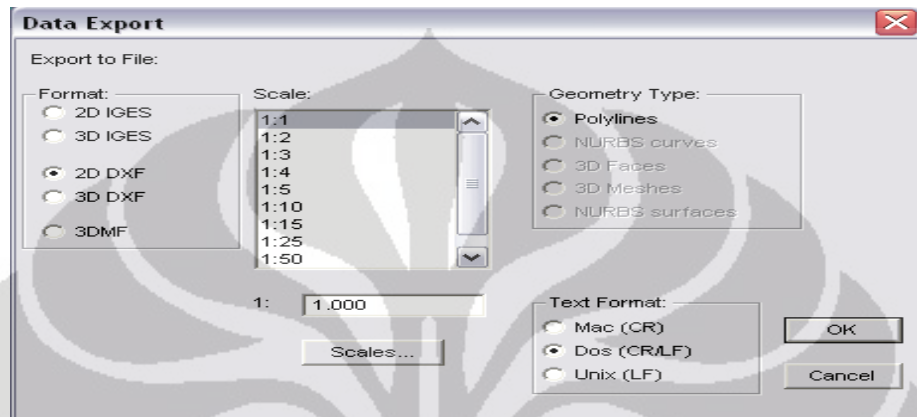 Data Export
Export to File:
Format:
2D IGES
3D IGES
2D DXF
3D DXF
3DMF
Scale:
1:1
1:2
1:3
1:4
1:5
1:10
1:15
1:25
1:50
1: 1.000
Scales...
Geometry Type:
Polylines
NURBS curves
3D Faces
3D Meshes
NURBS surfaces
Text Format:
Mac (CR)
Dos (CR/LF)
Unix (LF)
OK
Cancel